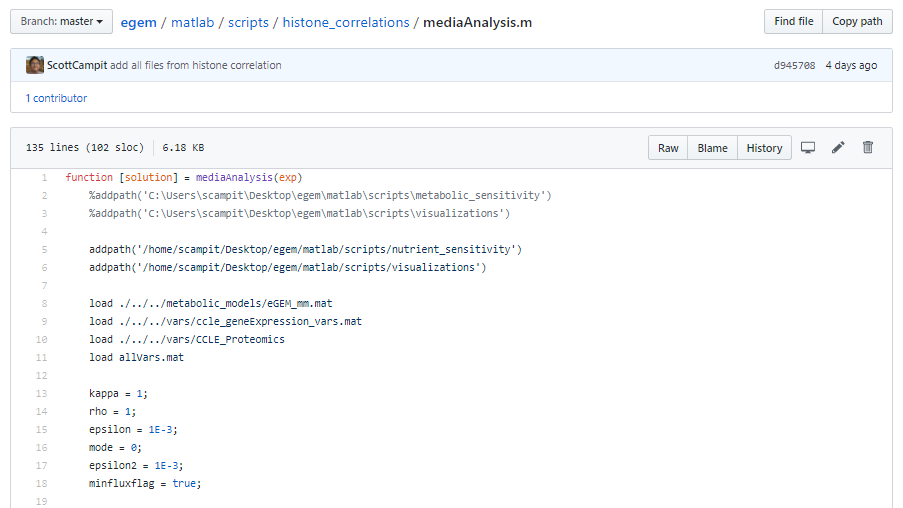 Branch: master egem / matlab / scripts / histone_correlations / mediaAnalysis.m Find file Copy path
ScottCampit add all files from histone correlation d945708 4 days ago
1 contributor
135 lines (102 sloc) 6.18 KB Raw Blame History
1 function [solution] = mediaAnalysis(exp)
2 %addpath('C:\Users\scampit\Desktop\egem\matlab\scripts\metabolic_sensitivity')
3 %addpath('C:\Users\scampit\Desktop\egem\matlab\scripts\visualizations')
4
5 addpath('/home/scampit/Desktop/egem/matlab/scripts/nutrient_sensitivity')
6 addpath('/home/scampit/Desktop/egem/matlab/scripts/visualizations')
7
8 load ./../../metabolic_models/eGEM_mm.mat
9 load ./../../vars/ccle_geneExpression_vars.mat
10 load ./../../vars/CCLE_Proteomics
11 load allVars.mat
12
13 kappa = 1;
14 rho = 1;
15 epsilon = 1E-3;
16 mode = 0;
17 epsilon2 = 1E-3;
18 minfluxflag = true;
19